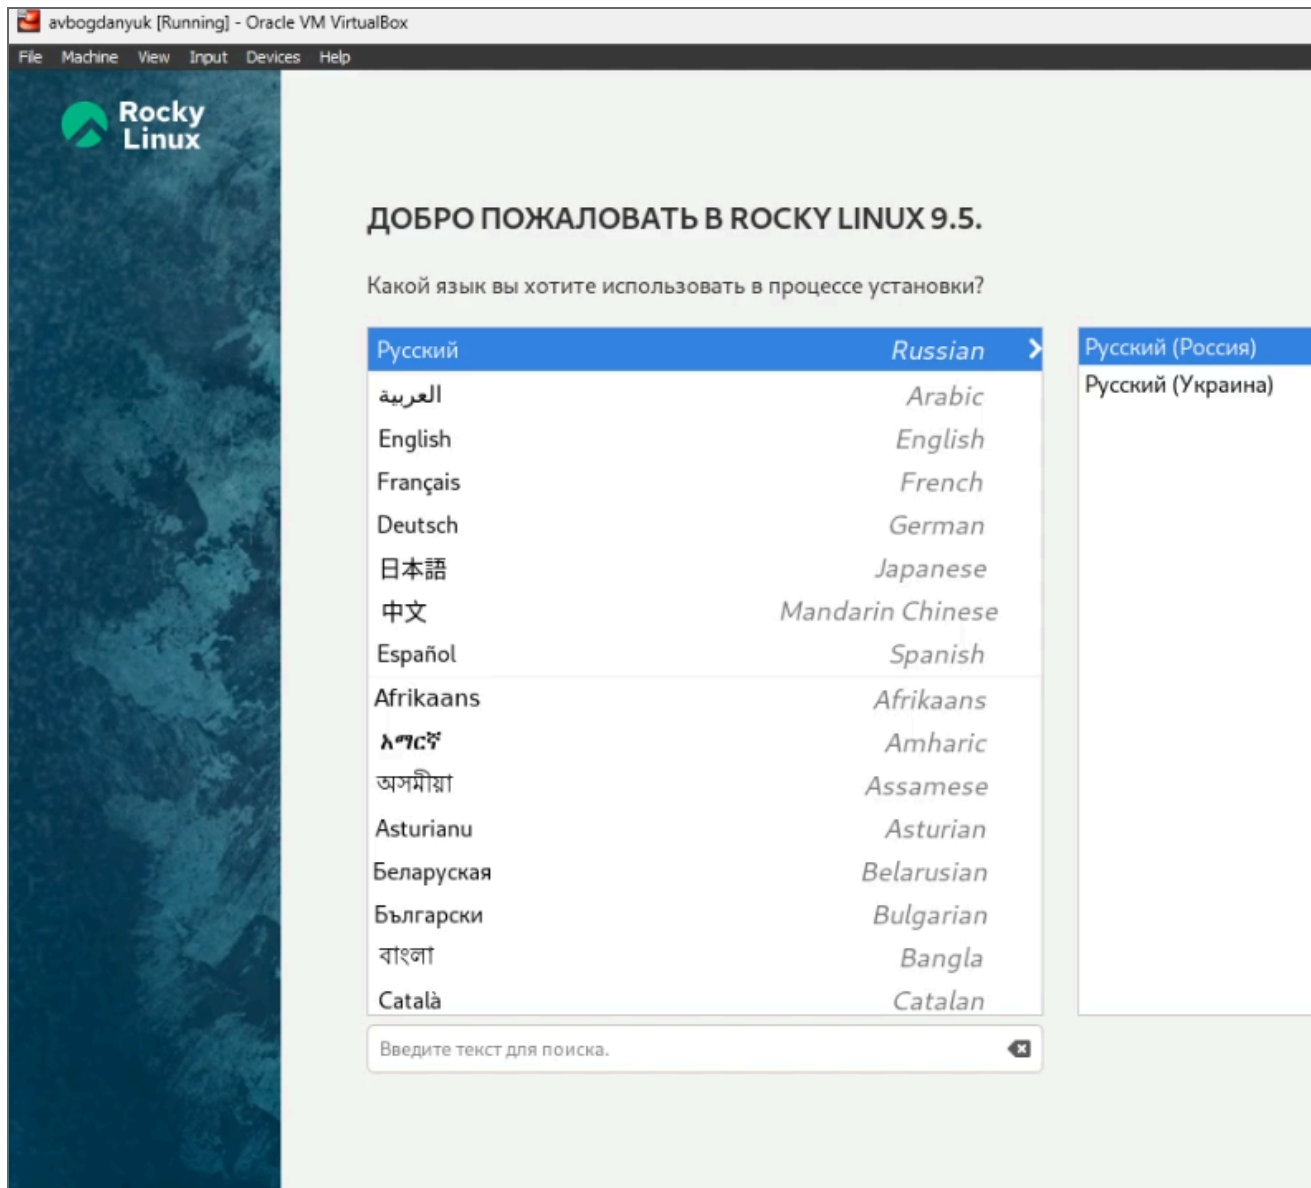 avbogdanyuk [Running] - Oracle VM VirtualBox
File Machine View Input Devices Help
Rocky
Linux
ДОБРО ПОЖАЛОВАТЬ В ROCKY LINUX 9.5.
Какой язык вы хотите использовать в процессе установки?
Русский Russian
العربية Arabic
English English
Français French
Deutsch German
日本語 Japanese
中文 Mandarin Chinese
Español Spanish
Afrikaans Afrikaans
አማርኛ Amharic
অসমীয়া Assamese
Asturianu Asturian
Беларуская Belarusian
Български Bulgarian
বাংলা Bangla
Català Catalan
Введите текст для поиска.
Русский (Россия)
Русский (Украина)